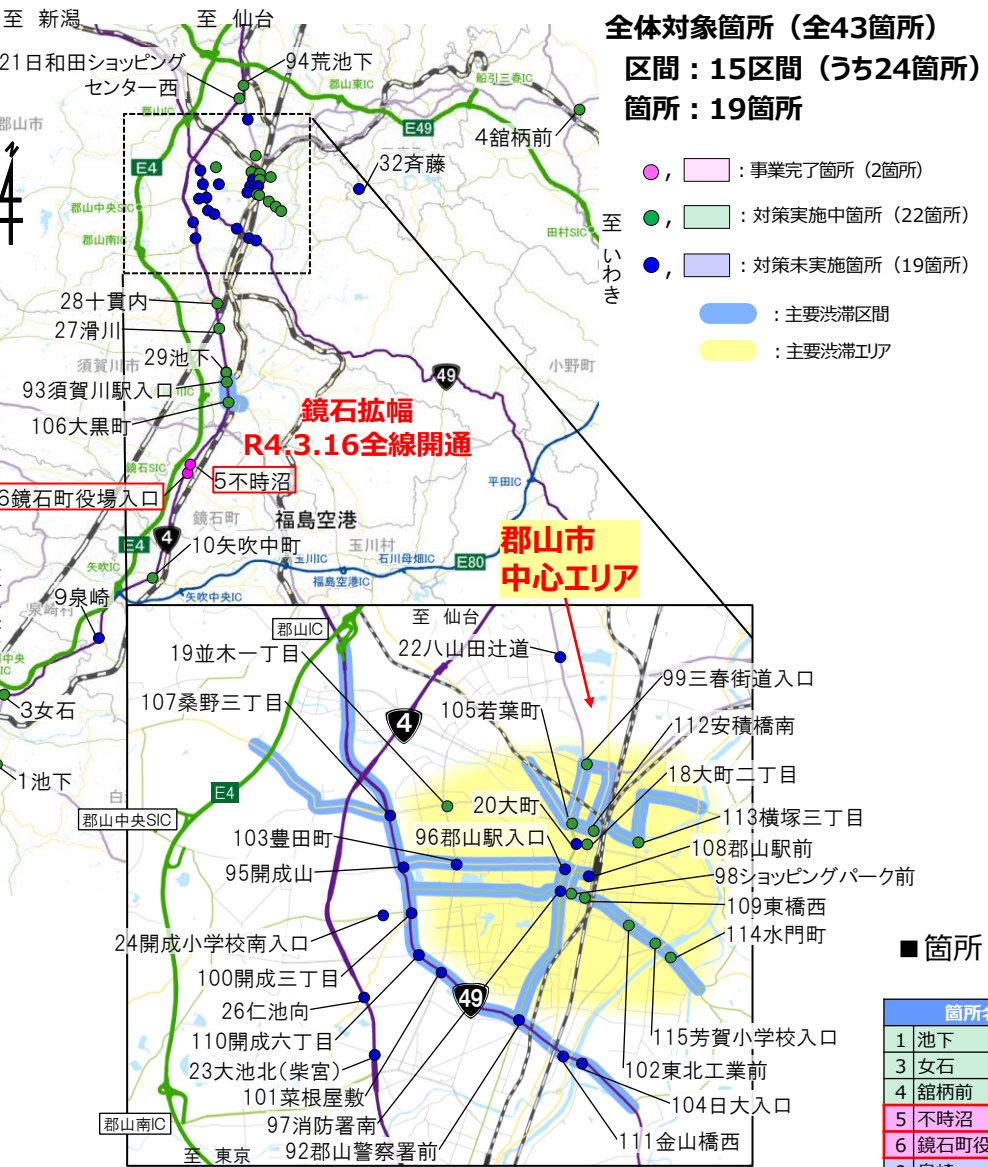 至 新潟
至 仙台
全体対象箇所（全43箇所）
区間：15区間（うち24箇所）
箇所：19箇所
21日和田ショッピング
センター西
94荒池下
郡山東IC
船引三春IC
郡山IC
E49
4舘柄前
郡山市
E4
32斉藤
●, : 事業完了箇所（2箇所）
●, : 対策実施中箇所（22箇所）
●, : 対策未実施箇所（19箇所）
: 主要渋滞区間
: 主要渋滞エリア
郡山中央SIC
郡山南IC
田村SIC
至 いわき
28十貫内
27滑川
29池下
須賀川市
93須賀川駅入口
106大黒町
49
小野町
鏡石拡幅
R4.3.16全線開通
鏡石SIC
5不時沼
6鏡石町役場入口
平田IC
鏡石町
福島空港
4
E4
10矢吹中町
玉川村
玉川IC
石川母畑IC
E80
矢吹IC
福島空港IC
矢吹中央IC
9泉崎
泉崎村
3女石
1池下
郡山市
中心エリア
至 仙台
郡山IC
19並木一丁目
22八山田辻道
107桑野三丁目
4
105若葉町
99三春街道入口
112安積橋南
18大町二丁目
E4
20大町
郡山中央SIC
103豊田町
96郡山駅入口
113横塚三丁目
108郡山駅前
95開成山
98ショッピングパーク前
109東橋西
24開成小学校南入口
114水門町
100開成三丁目
26仁池向
49
110開成六丁目
115芳賀小学校入口
23大池北(柴宮)
102東北工業前
101菜根屋敷
104日大入口
97消防署南
郡山南IC
111金山橋西
92郡山警察署前
至 東京
■箇所
箇所名
1 池下
3 女石
4 舘柄前
5 不時沼
6 鏡石町役